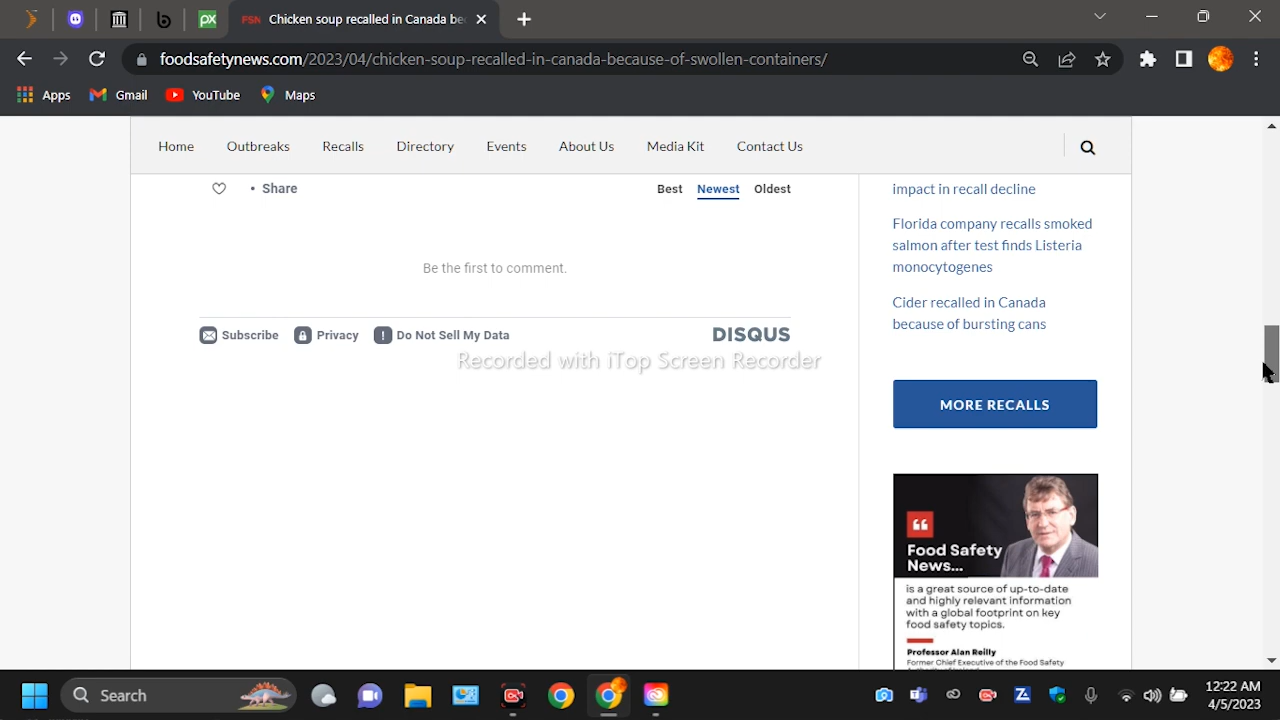 FSN Chicken soup recalled in Canada be
foodsafetynews.com/2023/04/chicken-soup-recalled-in-canada-because-of-swollen-containers/
Apps Gmail YouTube Maps
Home Outbreaks Recalls Directory Events About Us Media Kit Contact Us
• Share Best Newest Oldest
Be the first to comment.
Subscribe Privacy Do Not Sell My Data DISQUS
Recorded with iTop Screen Recorder
impact in recall decline
Florida company recalls smoked
salmon after test finds Listeria
monocytogenes
Cider recalled in Canada
because of bursting cans
MORE RECALLS
Food Safety
News...
is a great source of up-to-date
and highly relevant information
with a global footprint on key
food safety topics.
Professor Alan Reilly
Former Chief Executive of the Food Safety
Search
12:22 AM
4/5/2023